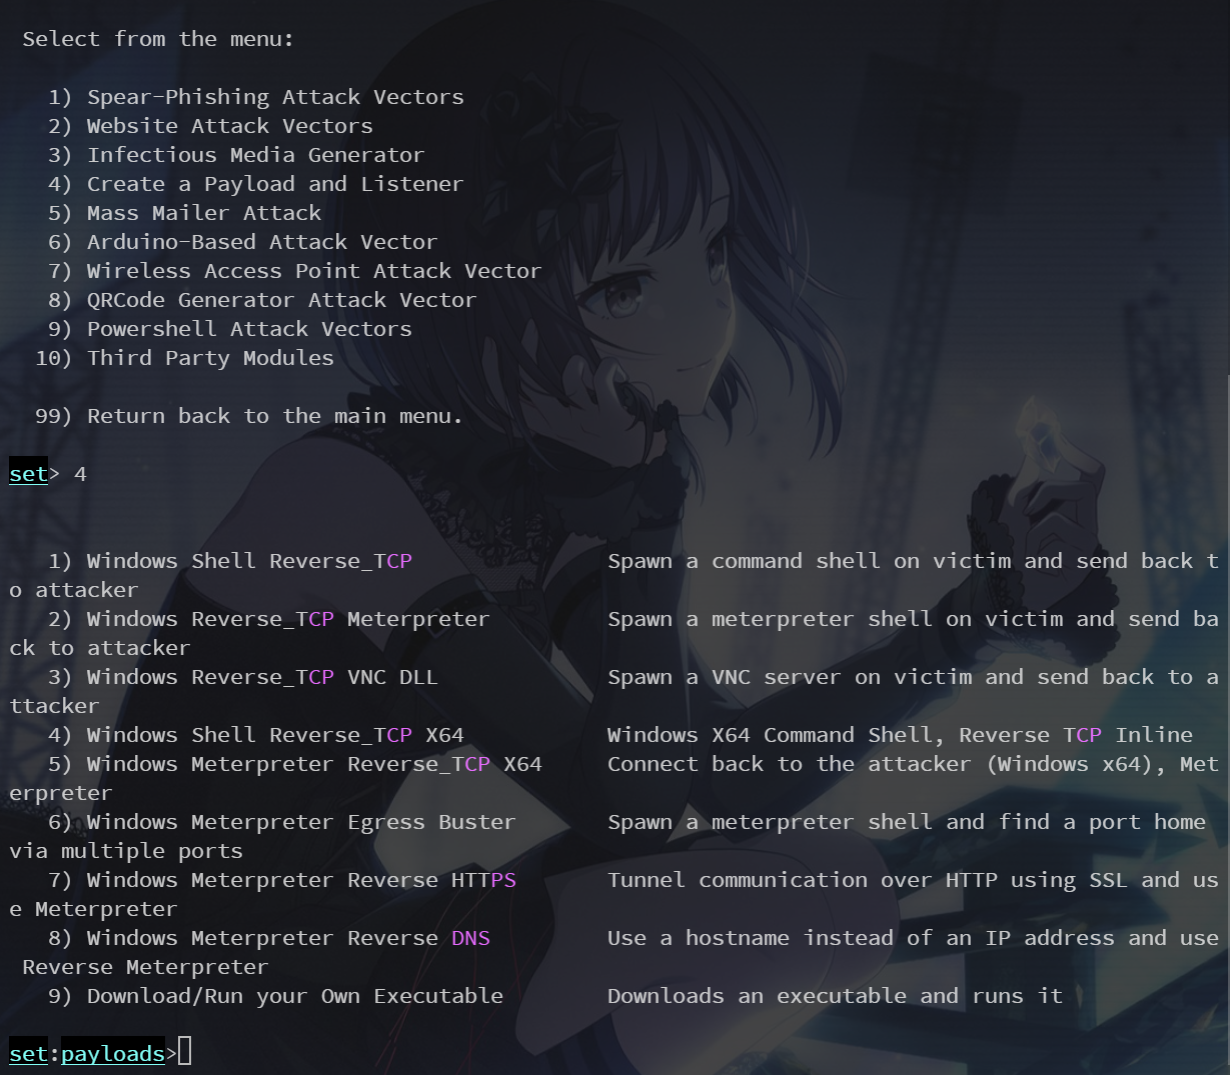 Select from the menu:
1) Spear-Phishing Attack Vectors
2) Website Attack Vectors
3) Infectious Media Generator
4) Create a Payload and Listener
5) Mass Mailer Attack
6) Arduino-Based Attack Vector
7) Wireless Access Point Attack Vector
8) QRCode Generator Attack Vector
9) Powershell Attack Vectors
10) Third Party Modules
99) Return back to the main menu.
set> 4
1) Windows Shell Reverse_TCP Spawn a command shell on victim and send back t
o attacker
2) Windows Reverse_TCP Meterpreter Spawn a meterpreter shell on victim and send ba
ck to attacker
3) Windows Reverse_TCP VNC DLL Spawn a VNC server on victim and send back to a
ttacker
4) Windows Shell Reverse_TCP X64 Windows X64 Command Shell, Reverse TCP Inline
5) Windows Meterpreter Reverse_TCP X64 Connect back to the attacker (Windows x64), Met
erpreter
6) Windows Meterpreter Egress Buster Spawn a meterpreter shell and find a port home
via multiple ports
7) Windows Meterpreter Reverse HTTPS Tunnel communication over HTTP using SSL and us
e Meterpreter
8) Windows Meterpreter Reverse DNS Use a hostname instead of an IP address and use
Reverse Meterpreter
9) Download/Run your Own Executable Downloads an executable and runs it
set:payloads>